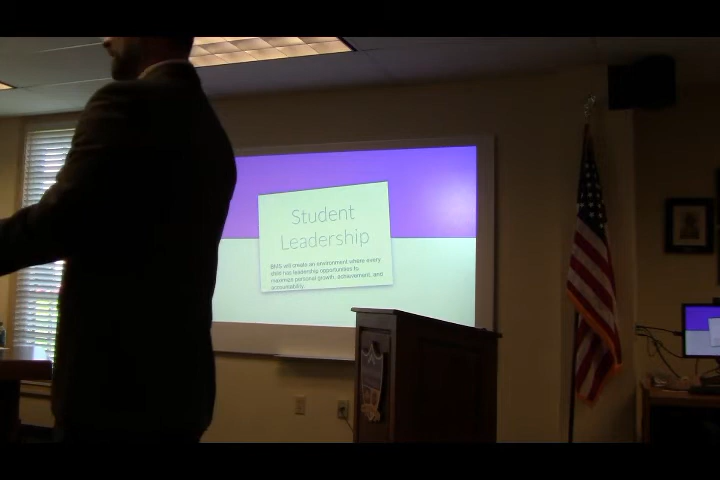 Student
Leadership
BMS will create an environment where every
child has leadership opportunities to
maximize personal growth, achievement, and
accountability.